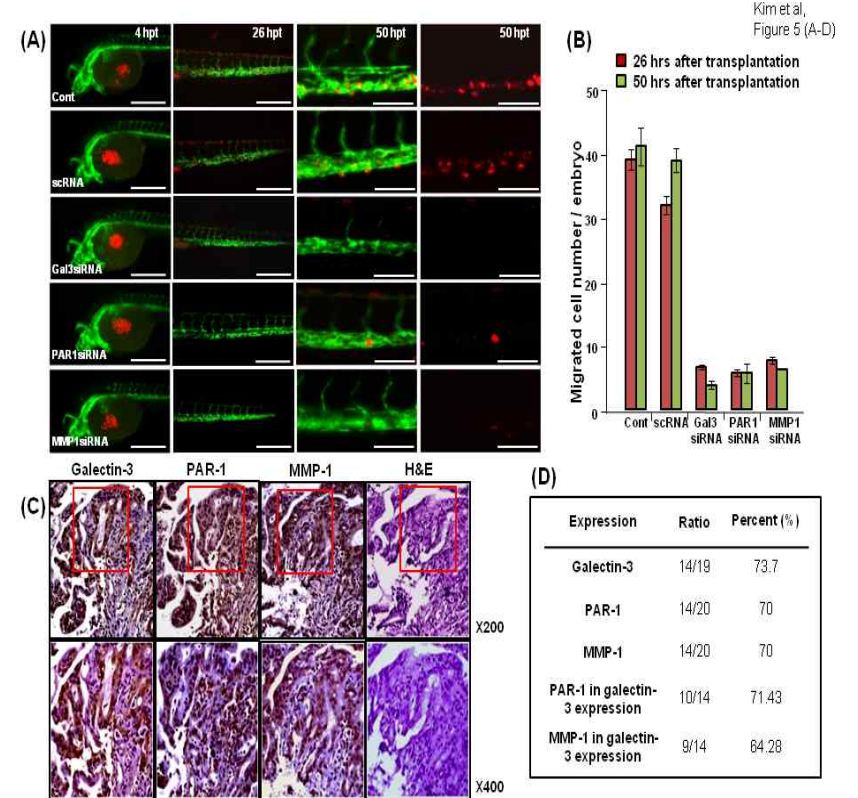 Kim et al,
Figure 5 (A-D)
(A)
4 hpt
26 hpt
50 hpt
50 hpt
Cont
scRNA
Gal3siRNA
PAR1siRNA
MMP1siRNA
(B)
26 hrs after transplantation
50 hrs after transplantation
Migrated cell number / embryo
50
40
30
20
10
0
Cont
scRNA
Gal3
siRNA
PAR1
siRNA
MMP1
siRNA
(C)
Galectin-3
PAR-1
MMP-1
H&E
X200
X400
(D)
Expression Ratio Percent (%)
Galectin-3 14/19 73.7
PAR-1 14/20 70
MMP-1 14/20 70
PAR-1 in galectin-
3 expression 10/14 71.43
MMP-1 in galectin-
3 expression 9/14 64.28